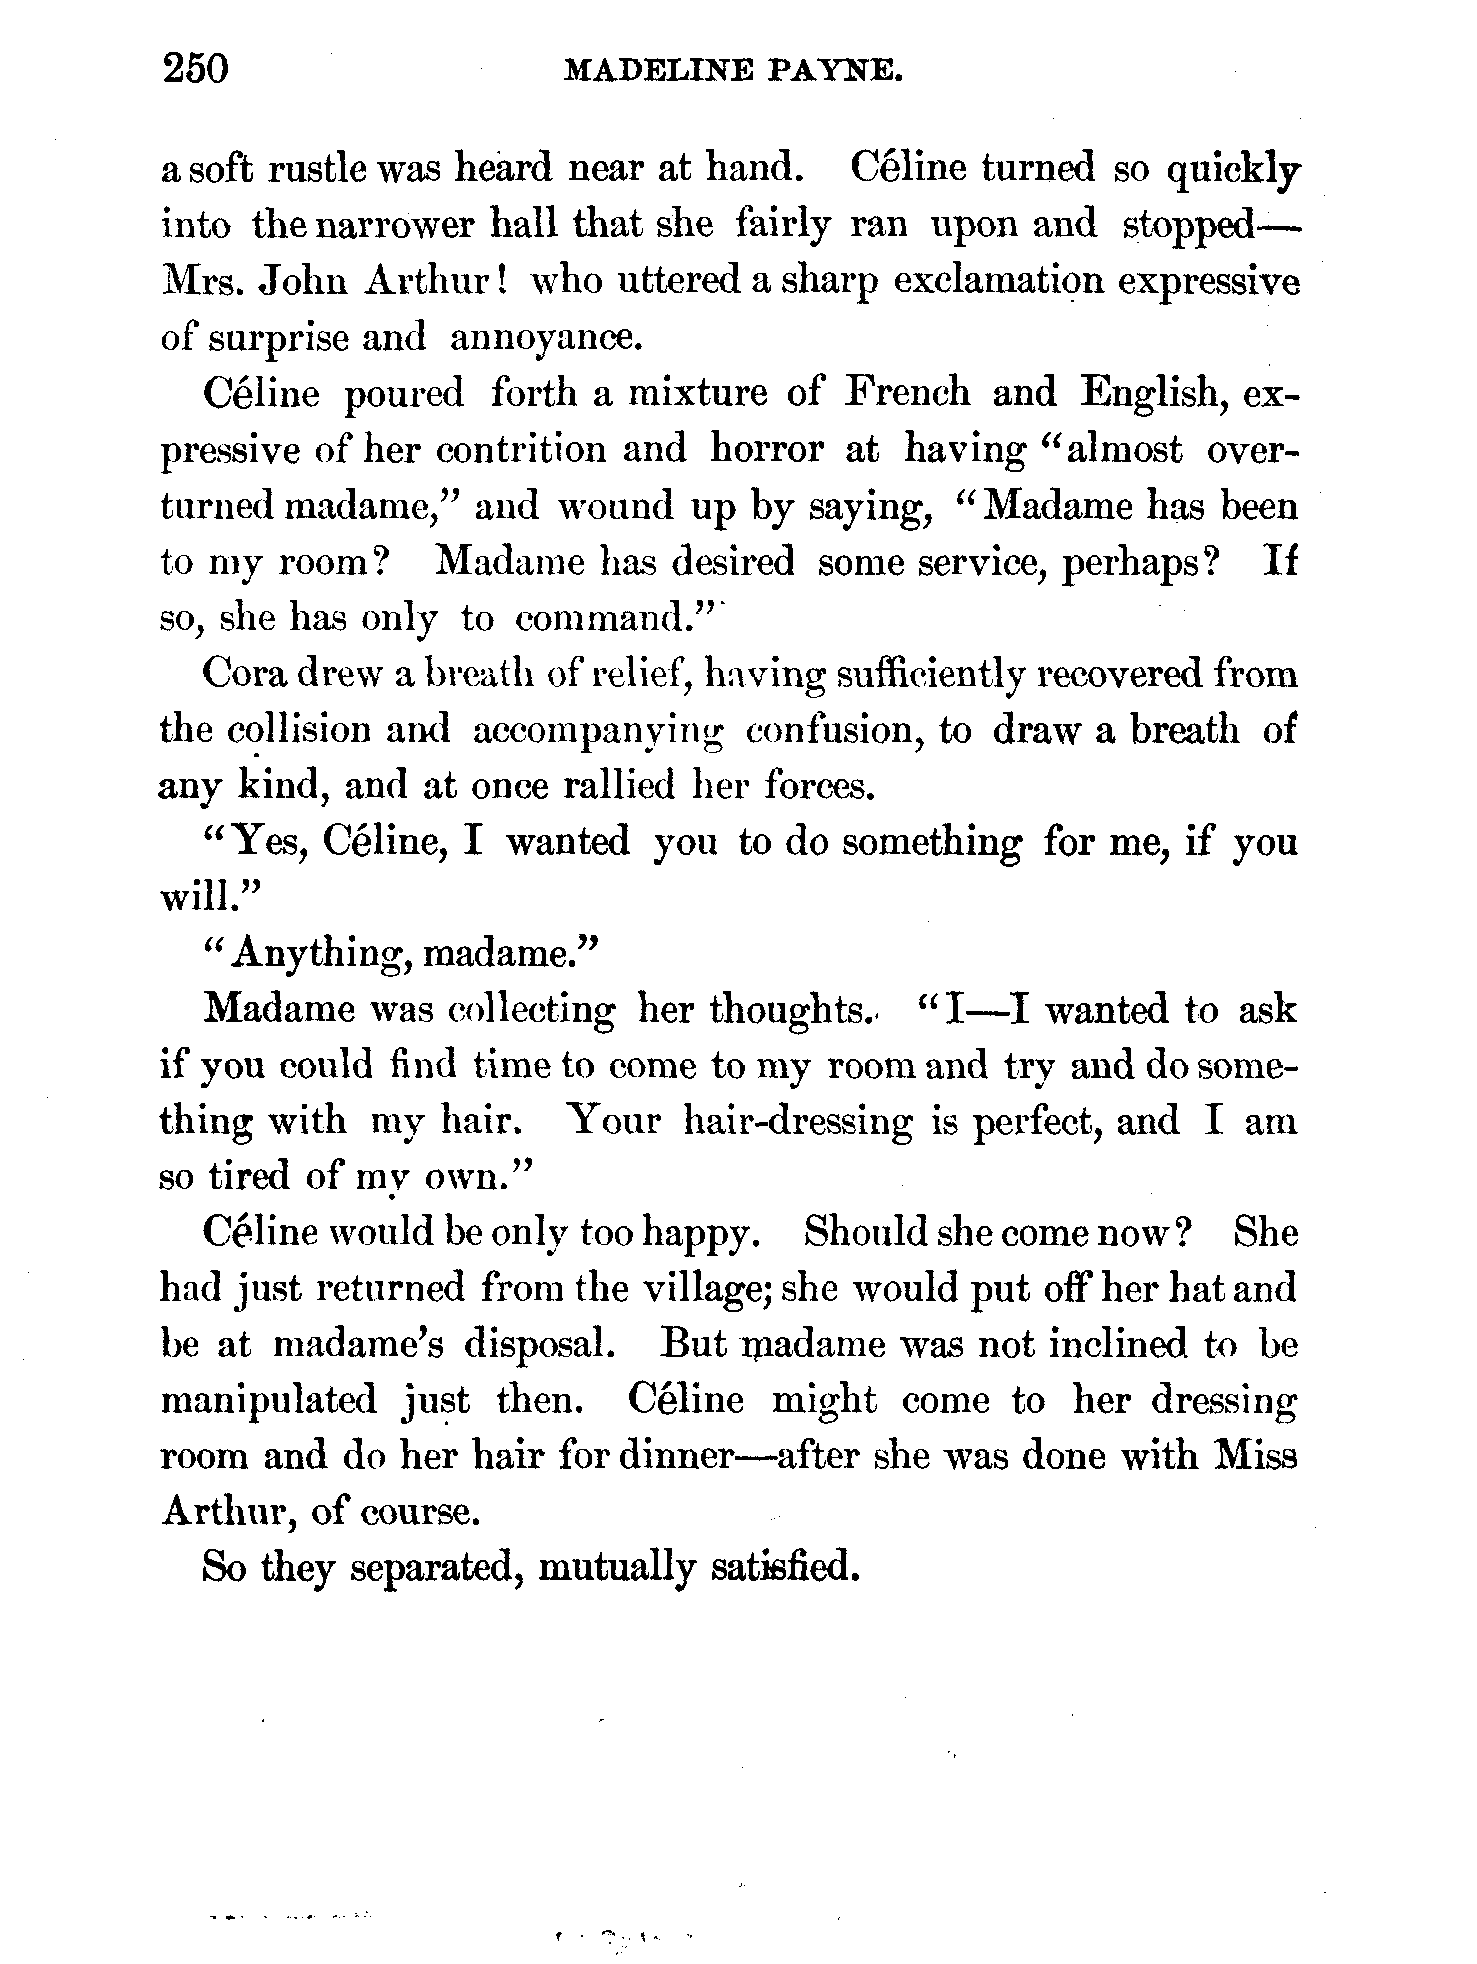 250 MADELINE PAYNE.
a soft rustle was heard near at hand. Céline turned so quickly
into the narrower hall that she fairly ran upon and stopped—
Mrs. John Arthur! who uttered a sharp exclamation expressive
of surprise and annoyance.
Céline poured forth a mixture of French and English, ex-
pressive of her contrition and horror at having “almost over-
turned madame,” and wound up by saying, “Madame has been
to my room? Madame has desired some service, perhaps? If
so, she has only to command.”
Cora drew a breath of relief, having sufficiently recovered from
the collision and accompanying confusion, to draw a breath of
any kind, and at once rallied her forces.
“Yes, Céline, I wanted you to do something for me, if you
will.”
“Anything, madame.”
Madame was collecting her thoughts. “I—I wanted to ask
if you could find time to come to my room and try and do some-
thing with my hair. Your hair-dressing is perfect, and I am
so tired of my own.”
Céline would be only too happy. Should she come now? She
had just returned from the village; she would put off her hat and
be at madame’s disposal. But madame was not inclined to be
manipulated just then. Céline might come to her dressing
room and do her hair for dinner—after she was done with Miss
Arthur, of course.
So they separated, mutually satisfied.